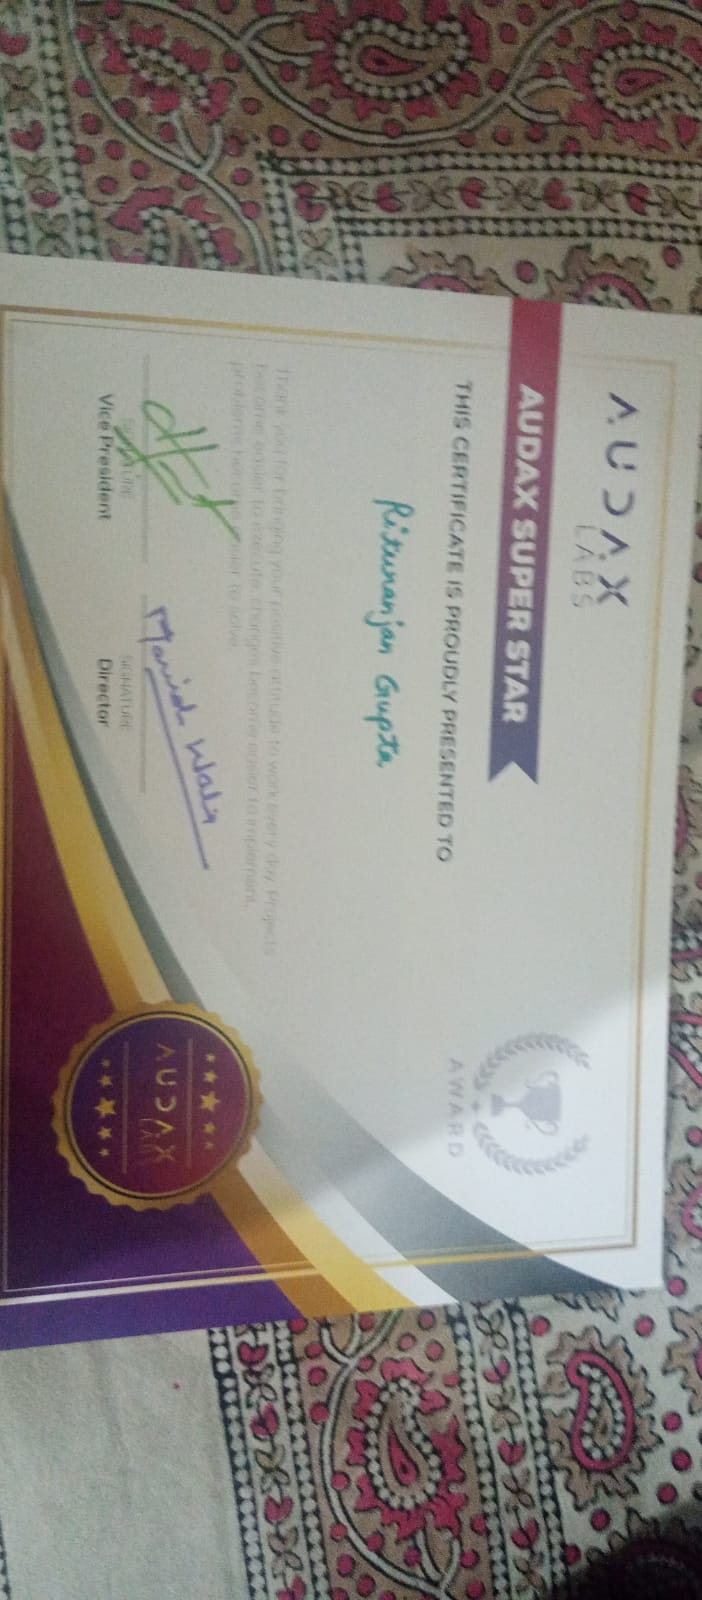 AUDAX
LABS
AUDAX SUPER STAR
THIS CERTIFICATE IS PROUDLY PRESENTED TO
Ritunanjan Gupta
AWARD
Thank you for bringing your positive attitude to work every day. Projects
become easier to execute, changes become easier to implement,
problems become easier to solve.
SIGNATURE
Vice President
SIGNATURE
Director
AUDAX
LABS